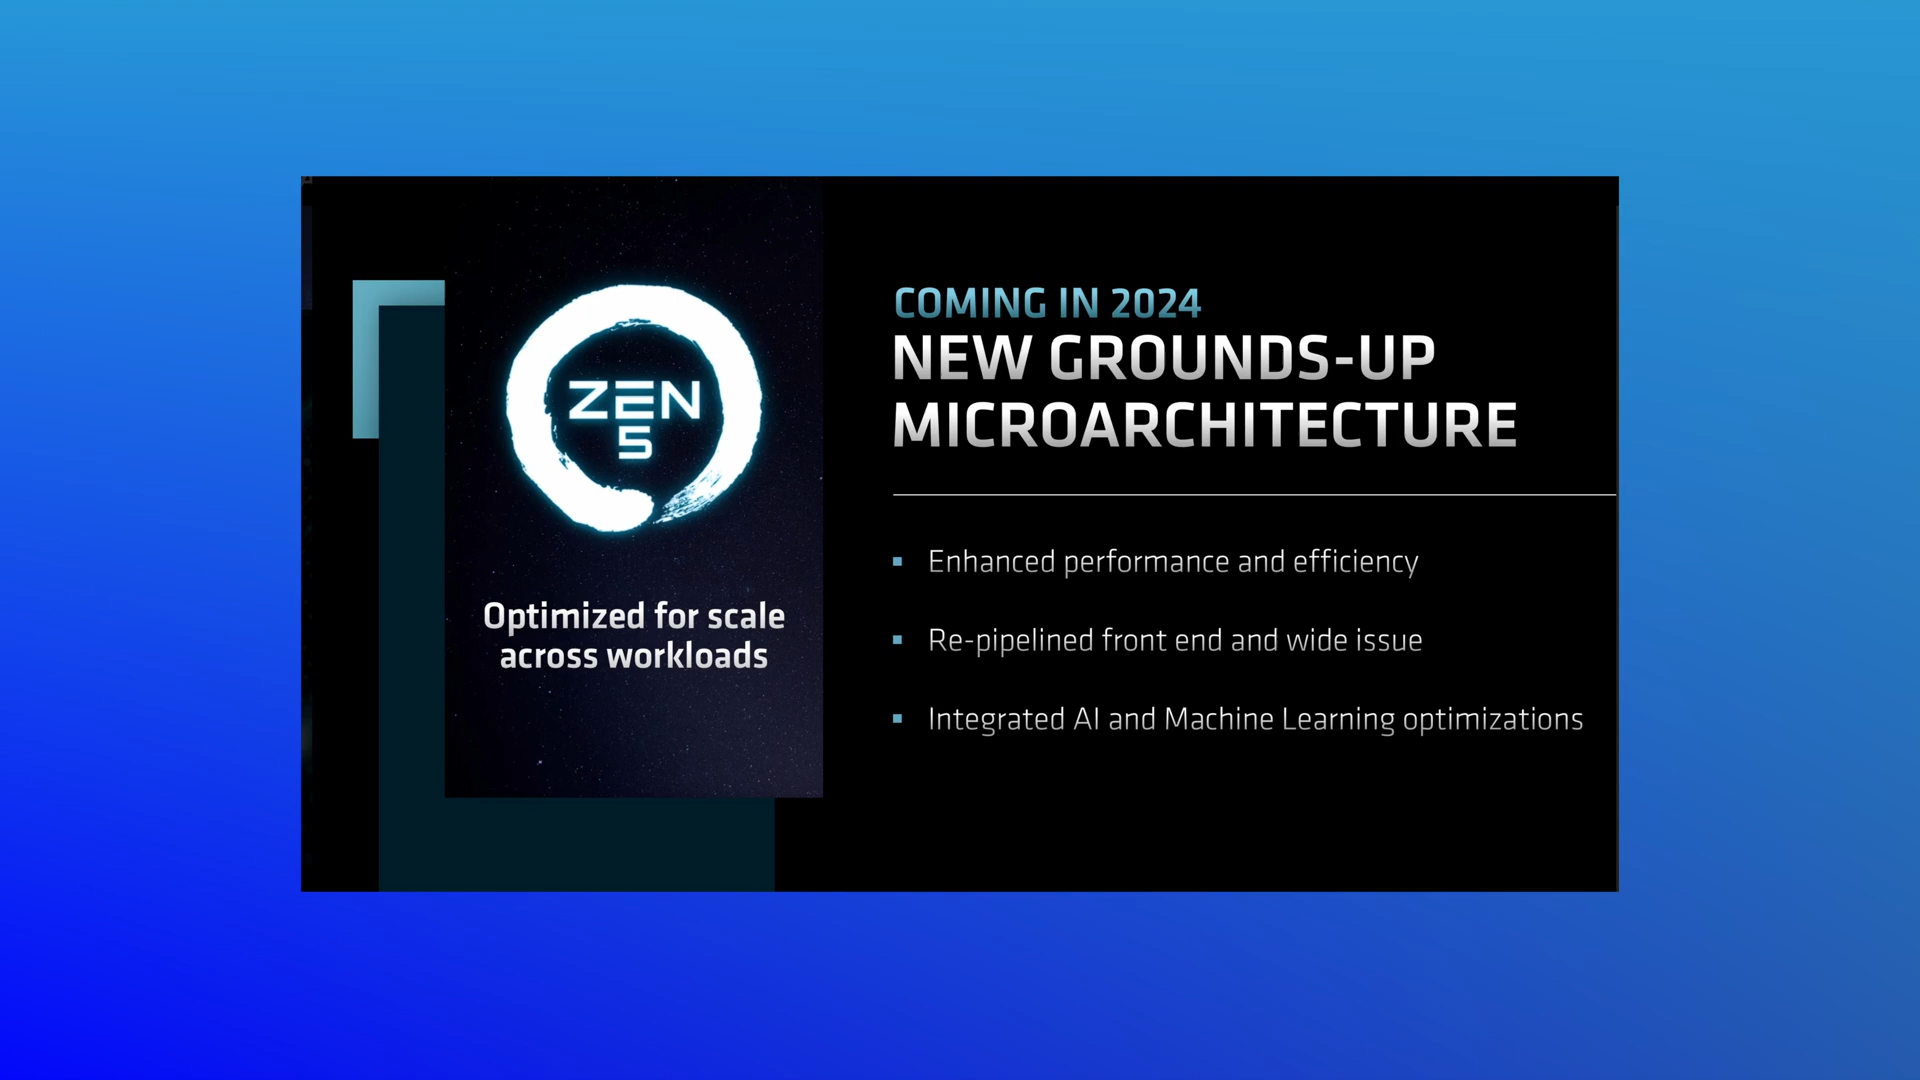 ZEN
5
Optimized for scale
across workloads
COMING IN 2024
NEW GROUNDS-UP
MICROARCHITECTURE
Enhanced performance and efficiency
Re-pipelined front end and wide issue
Integrated AI and Machine Learning optimizations